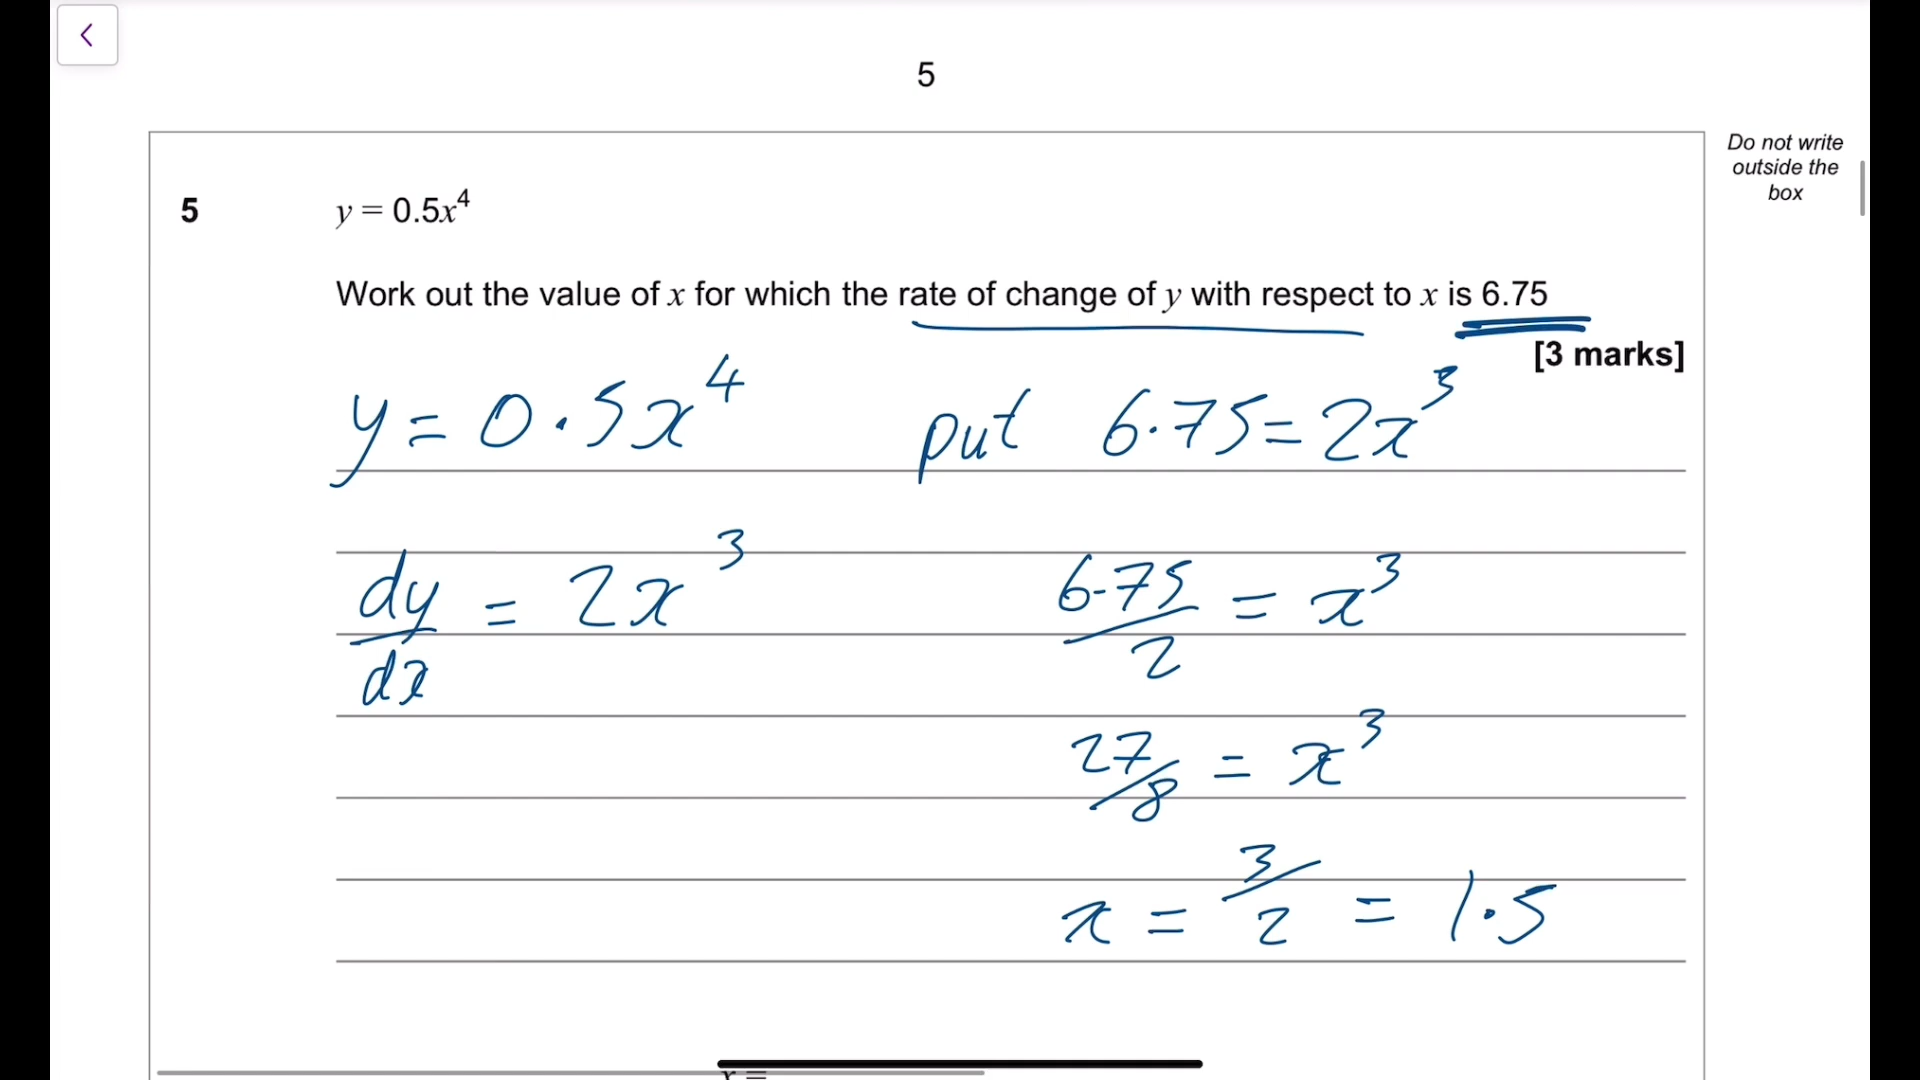 5
Do not write
outside the
box
5 y = 0.5x⁴
Work out the value of x for which the rate of change of y with respect to x is 6.75
[3 marks]
y = 0.5x⁴
dy/dx = 2x³
put 6.75 = 2x³
6.75/2 = x³
27/8 = x³
x = 3/2 = 1.5
x =